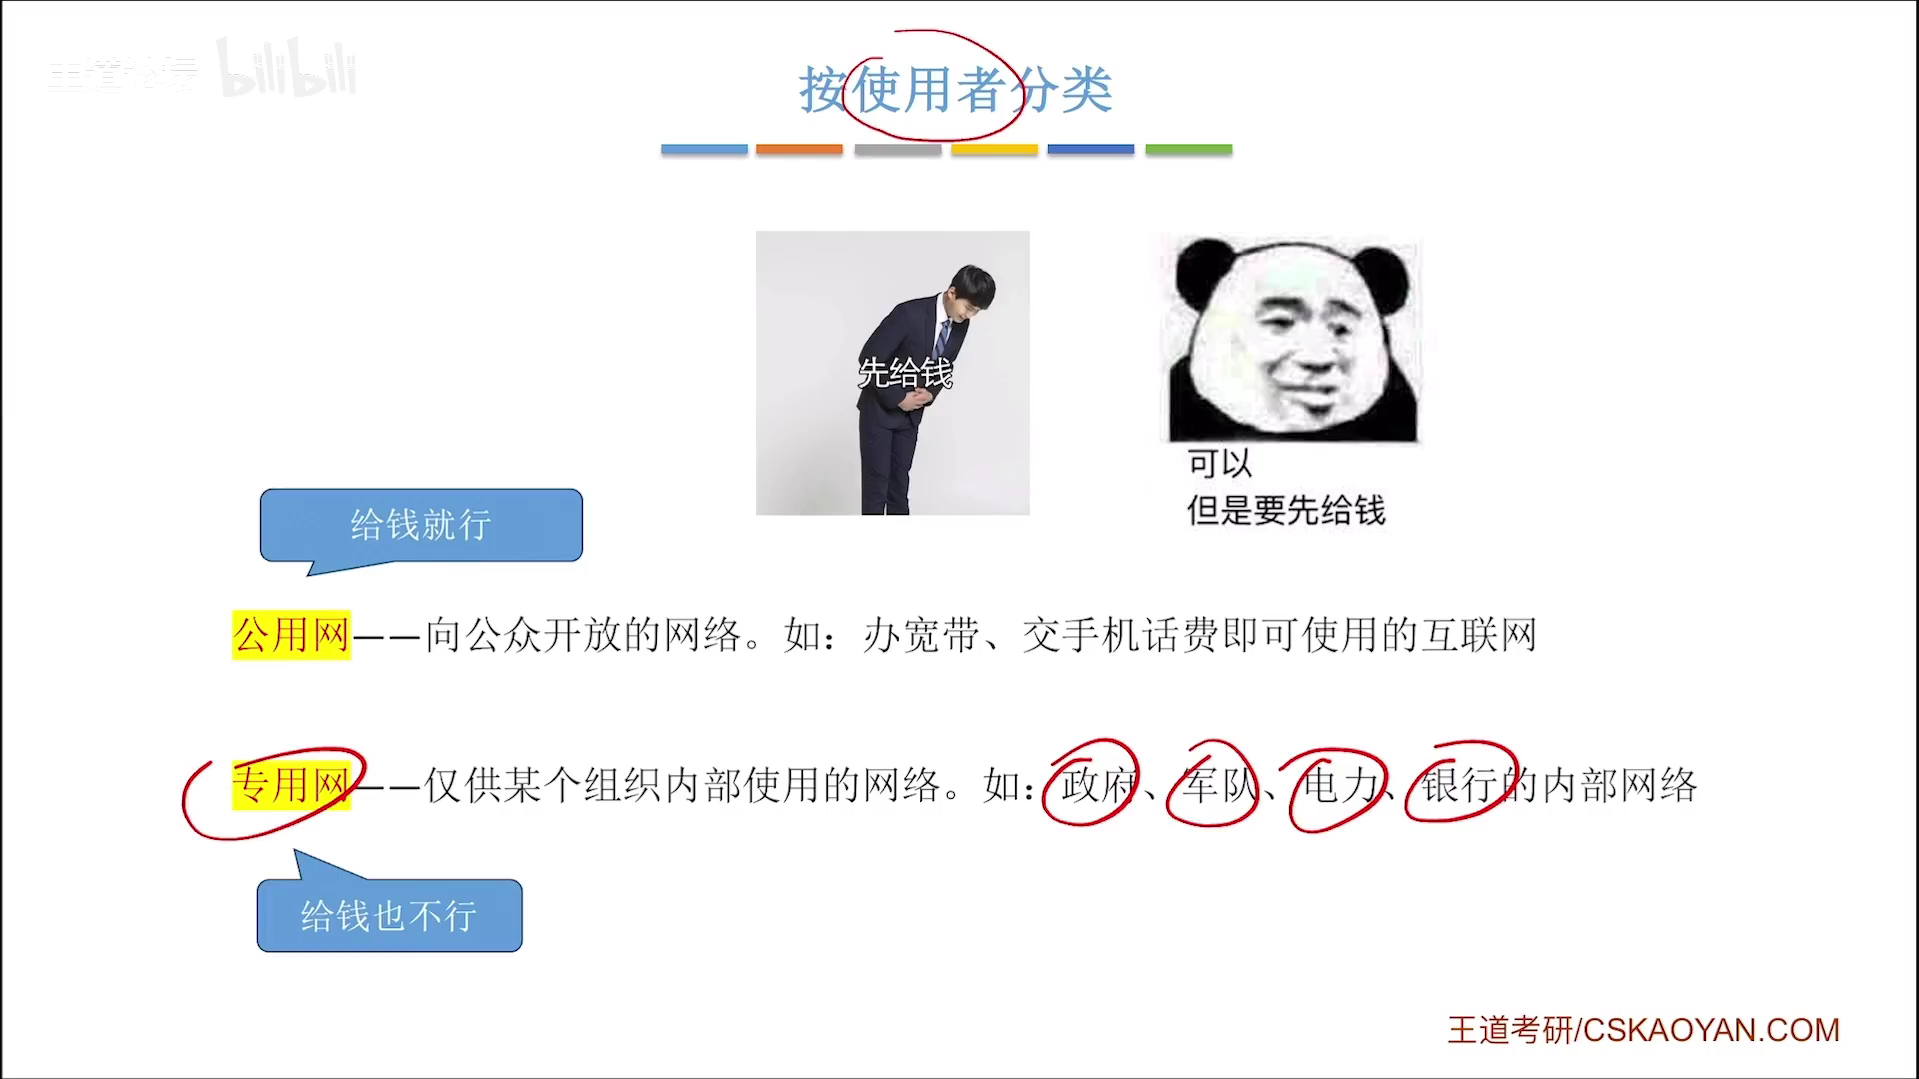 王道论坛 bilibili
按使用者分类
先给钱
可以
但是要先给钱
给钱就行
公用网——向公众开放的网络。如：办宽带、交手机话费即可使用的互联网
专用网——仅供某个组织内部使用的网络。如：政府、军队、电力、银行的内部网络
给钱也不行
王道考研/CSKAOYAN.COM